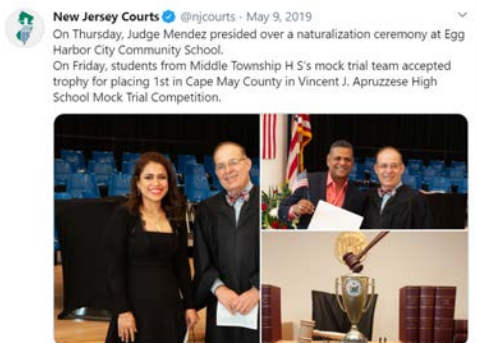 New Jersey Courts @njcourts · May 9, 2019
On Thursday, Judge Mendez presided over a naturalization ceremony at Egg
Harbor City Community School.
On Friday, students from Middle Township H S's mock trial team accepted
trophy for placing 1st in Cape May County in Vincent J. Apruzzese High
School Mock Trial Competition.